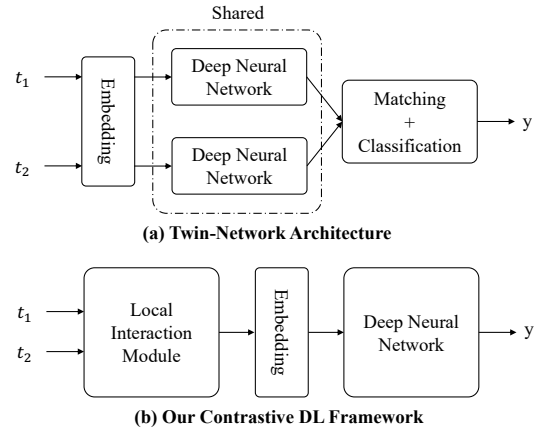 Shared
t₁
t₂
Embedding
Deep Neural
Network
Deep Neural
Network
Matching
+
Classification
y
(a) Twin-Network Architecture
t₁
t₂
Local
Interaction
Module
Embedding
Deep Neural
Network
y
(b) Our Contrastive DL Framework